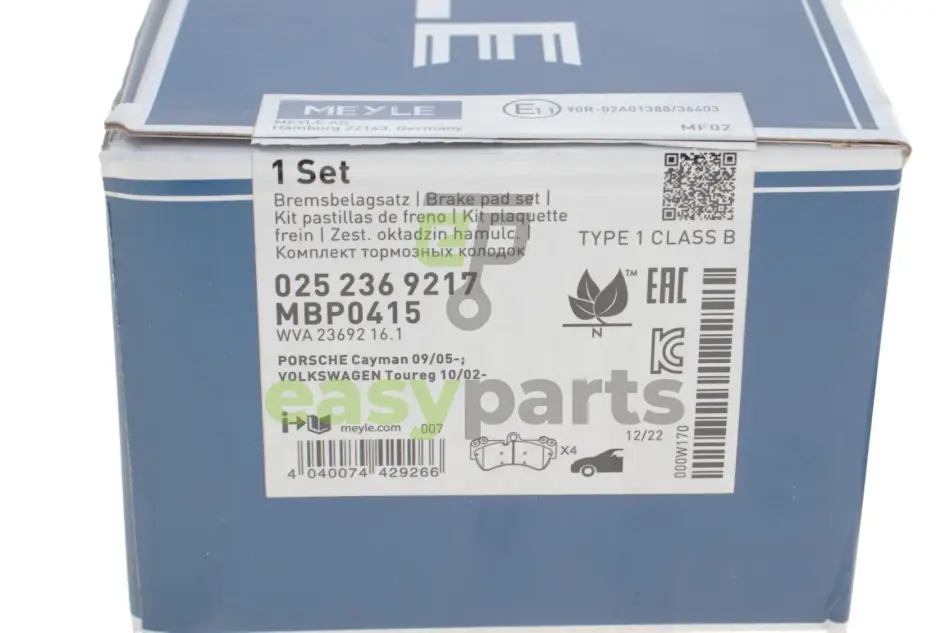 LE
MEYLE
E11 90R-02A01380/36403
MEYLE AG
Hamburg 22143, Germany
MF02
1 Set
Bremsbelagsatz | Brake pad set |
Kit pastillas de freno | Kit plaquette
frein | Zest. okładzin hamulc. |
Комплект тормозных колодок
TYPE 1 CLASS B
025 236 9217
MBP0415
WVA 23692 16.1
TM
N
EAC
PORSCHE Cayman 09/05-;
VOLKSWAGEN Toureg 10/02-
easyparts
meyle.com 007
12/22
X4
000W170
4 040074 429266